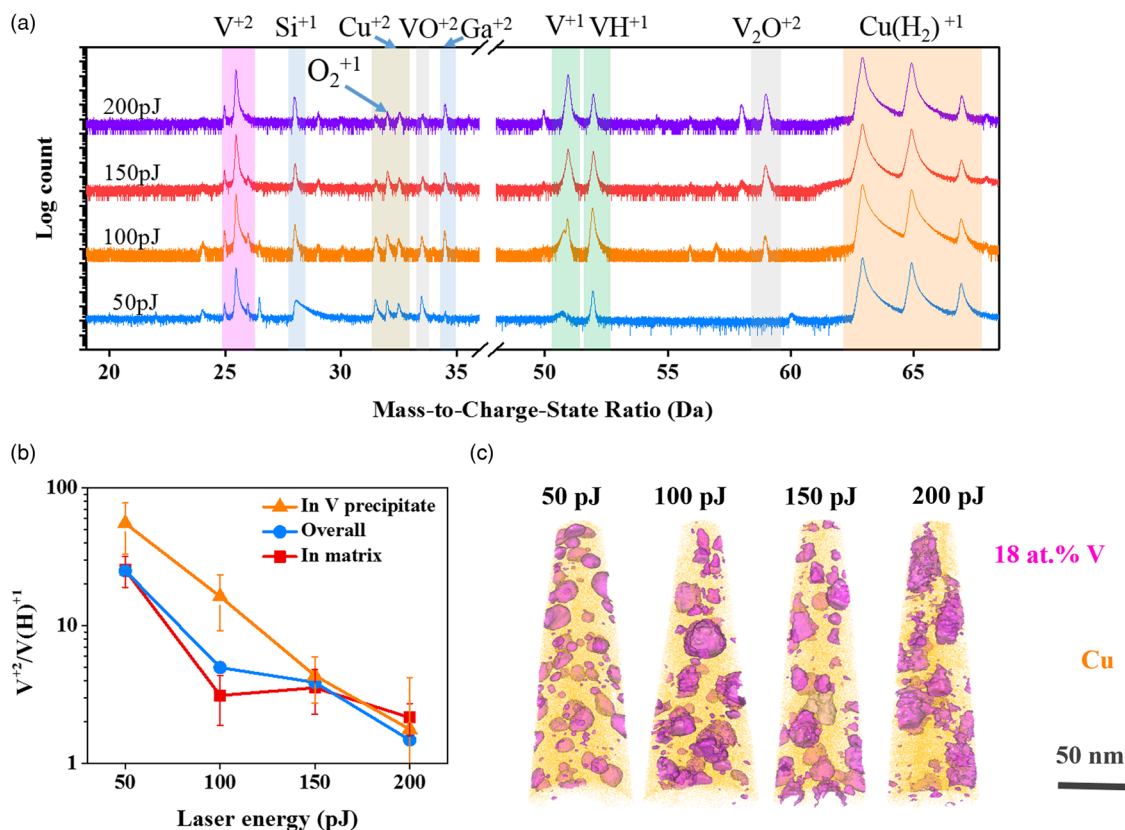 (a)
V+2 Si+1 Cu+2 VO+2 Ga+2 V+1 VH+1 V2O+2 Cu(H2) +1
O2+1
200pJ
150pJ
100pJ
50pJ
Log count
20 25 30 35 50 55 60 65
Mass-to-Charge-State Ratio (Da)
(b)
100
10
1
V+2/V(H)+1
In V precipitate
Overall
In matrix
50 100 150 200
Laser energy (pJ)
(c)
50 pJ 100 pJ 150 pJ 200 pJ
18 at.% V
Cu
50 nm